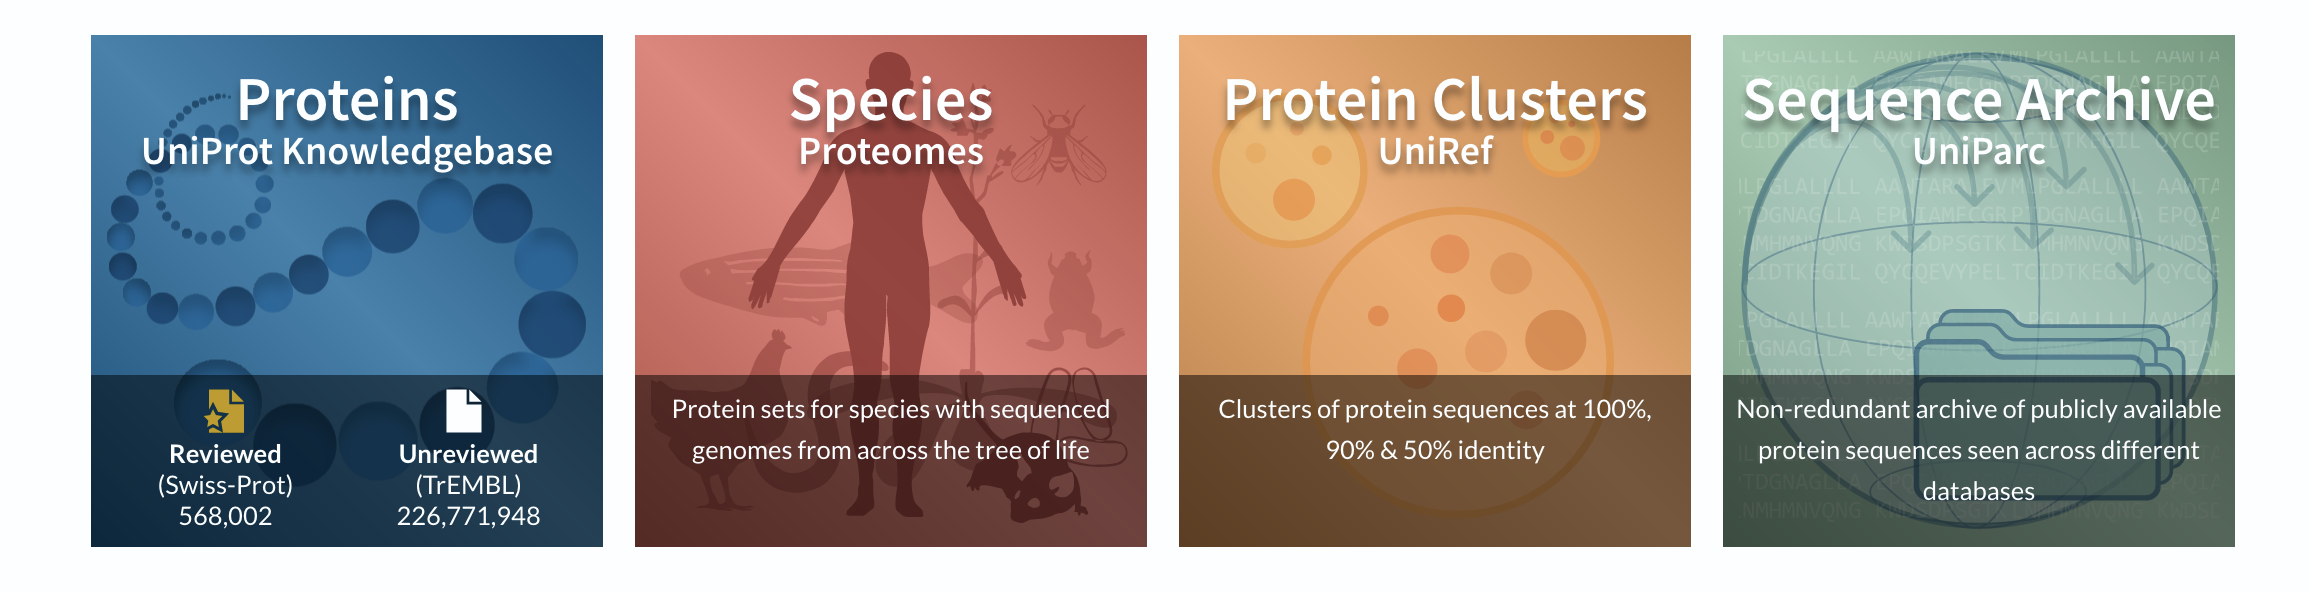 Proteins
UniProt Knowledgebase
Reviewed
(Swiss-Prot)
568,002
Unreviewed
(TrEMBL)
226,771,948
Species
Proteomes
Protein sets for species with sequenced
genomes from across the tree of life
Protein Clusters
UniRef
Clusters of protein sequences at 100%,
90% & 50% identity
Sequence Archive
UniParc
Non-redundant archive of publicly available
protein sequences seen across different
databases